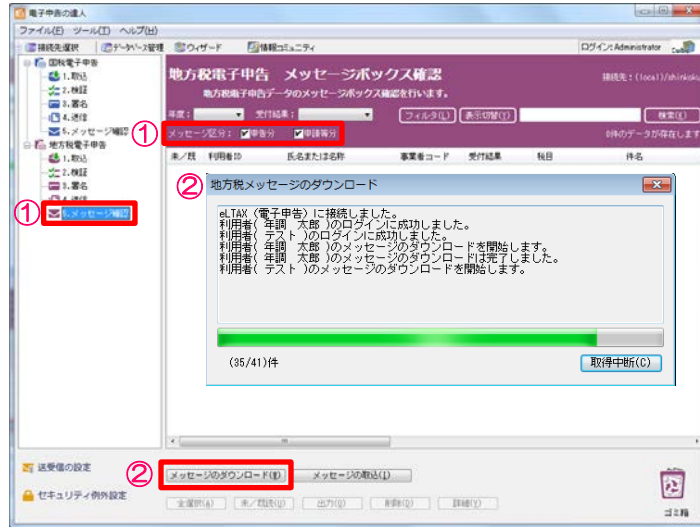 電子申告の達人
ファイル(F) ツール(T) ヘルプ(H)
接続先選択 データベース管理 ウィザード 情報コミュニティ ログイン: Administrator
国税電子申告
1.取込
2.検証
3.署名
4.送信
5.メッセージ確認
地方税電子申告
1.取込
2.検証
3.署名
4.送信
① 5.メッセージ確認
地方税電子申告 メッセージボックス確認
地方税電子申告データのメッセージボックス確認を行います。
接続先: (local)/shinkoku
年度: 受付結果: フィルタ(L) 表示切替(T) 検索(E)
① メッセージ区分: 申告分 申請等分
0件のデータが存在します
未/既 利用者ID 氏名または名称 事業者コード 受付結果 税目 件名
② 地方税メッセージのダウンロード
eLTAX (電子申告)に接続しました。
利用者( 年調 太郎 )のログインに成功しました。
利用者( テスト )のログインに成功しました。
利用者( 年調 太郎 )のメッセージのダウンロードを開始します。
利用者( 年調 太郎 )のメッセージのダウンロードは完了しました。
利用者( テスト )のメッセージのダウンロードを開始します。
(35/41)件 取得中断(C)
送受信の設定
セキュリティ例外設定
② メッセージのダウンロード(W) メッセージの取込(I)
全選択(A) 未/既読(U) 出力(O) 削除(D) 詳細(Y)
ゴミ箱